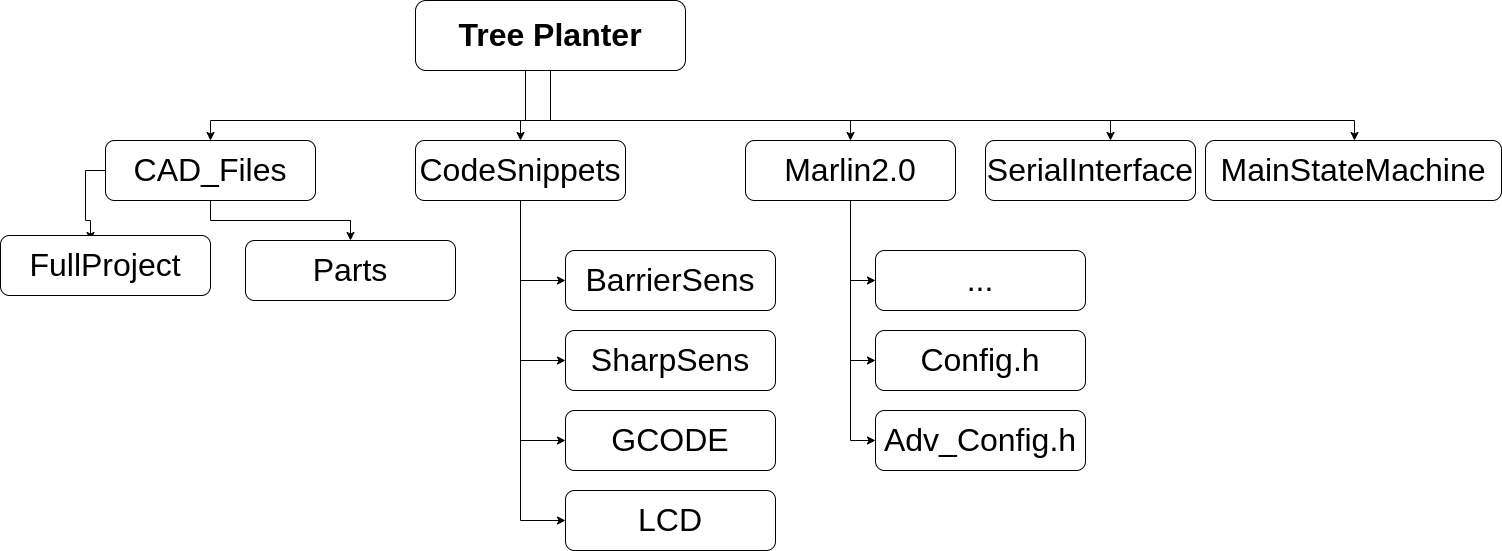 Tree Planter
CAD_Files
CodeSnippets
Marlin2.0
SerialInterface
MainStateMachine
FullProject
Parts
BarrierSens
SharpSens
GCODE
LCD
...
Config.h
Adv_Config.h